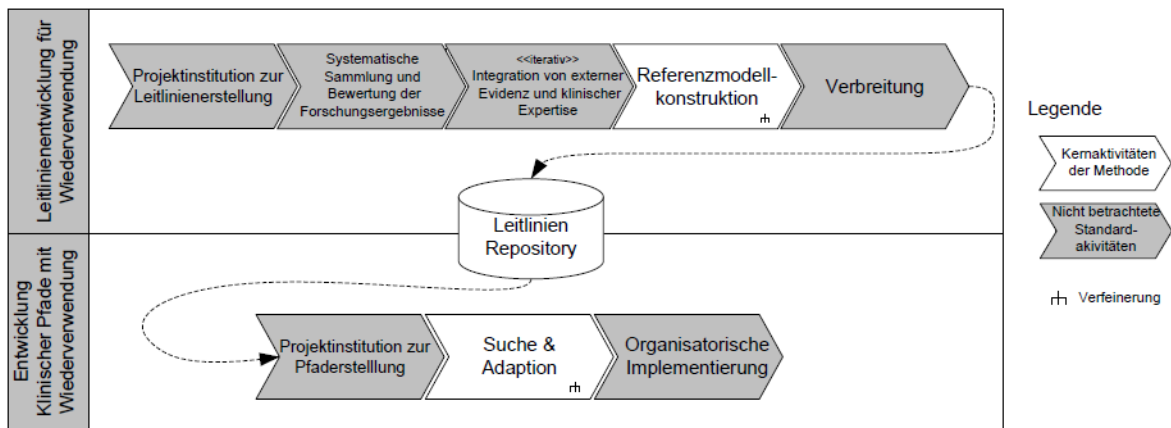 Leitlinienentwicklung für
Wiederverwendung
Projektinstitution zur
Leitlinienerstellung
Systematische
Sammlung und
Bewertung der
Forschungsergebnisse
<<iterativ>>
Integration von externer
Evidenz und klinischer
Expertise
Referenzmodell-
konstruktion
Verbreitung
Leitlinien
Repository
Entwicklung
Klinischer Pfade mit
Wiederverwendung
Projektinstitution zur
Pfaderstelllung
Suche &
Adaption
Organisatorische
Implementierung
Legende
Kernaktivitäten
der Methode
Nicht betrachtete
Standard-
akivitäten
Verfeinerung